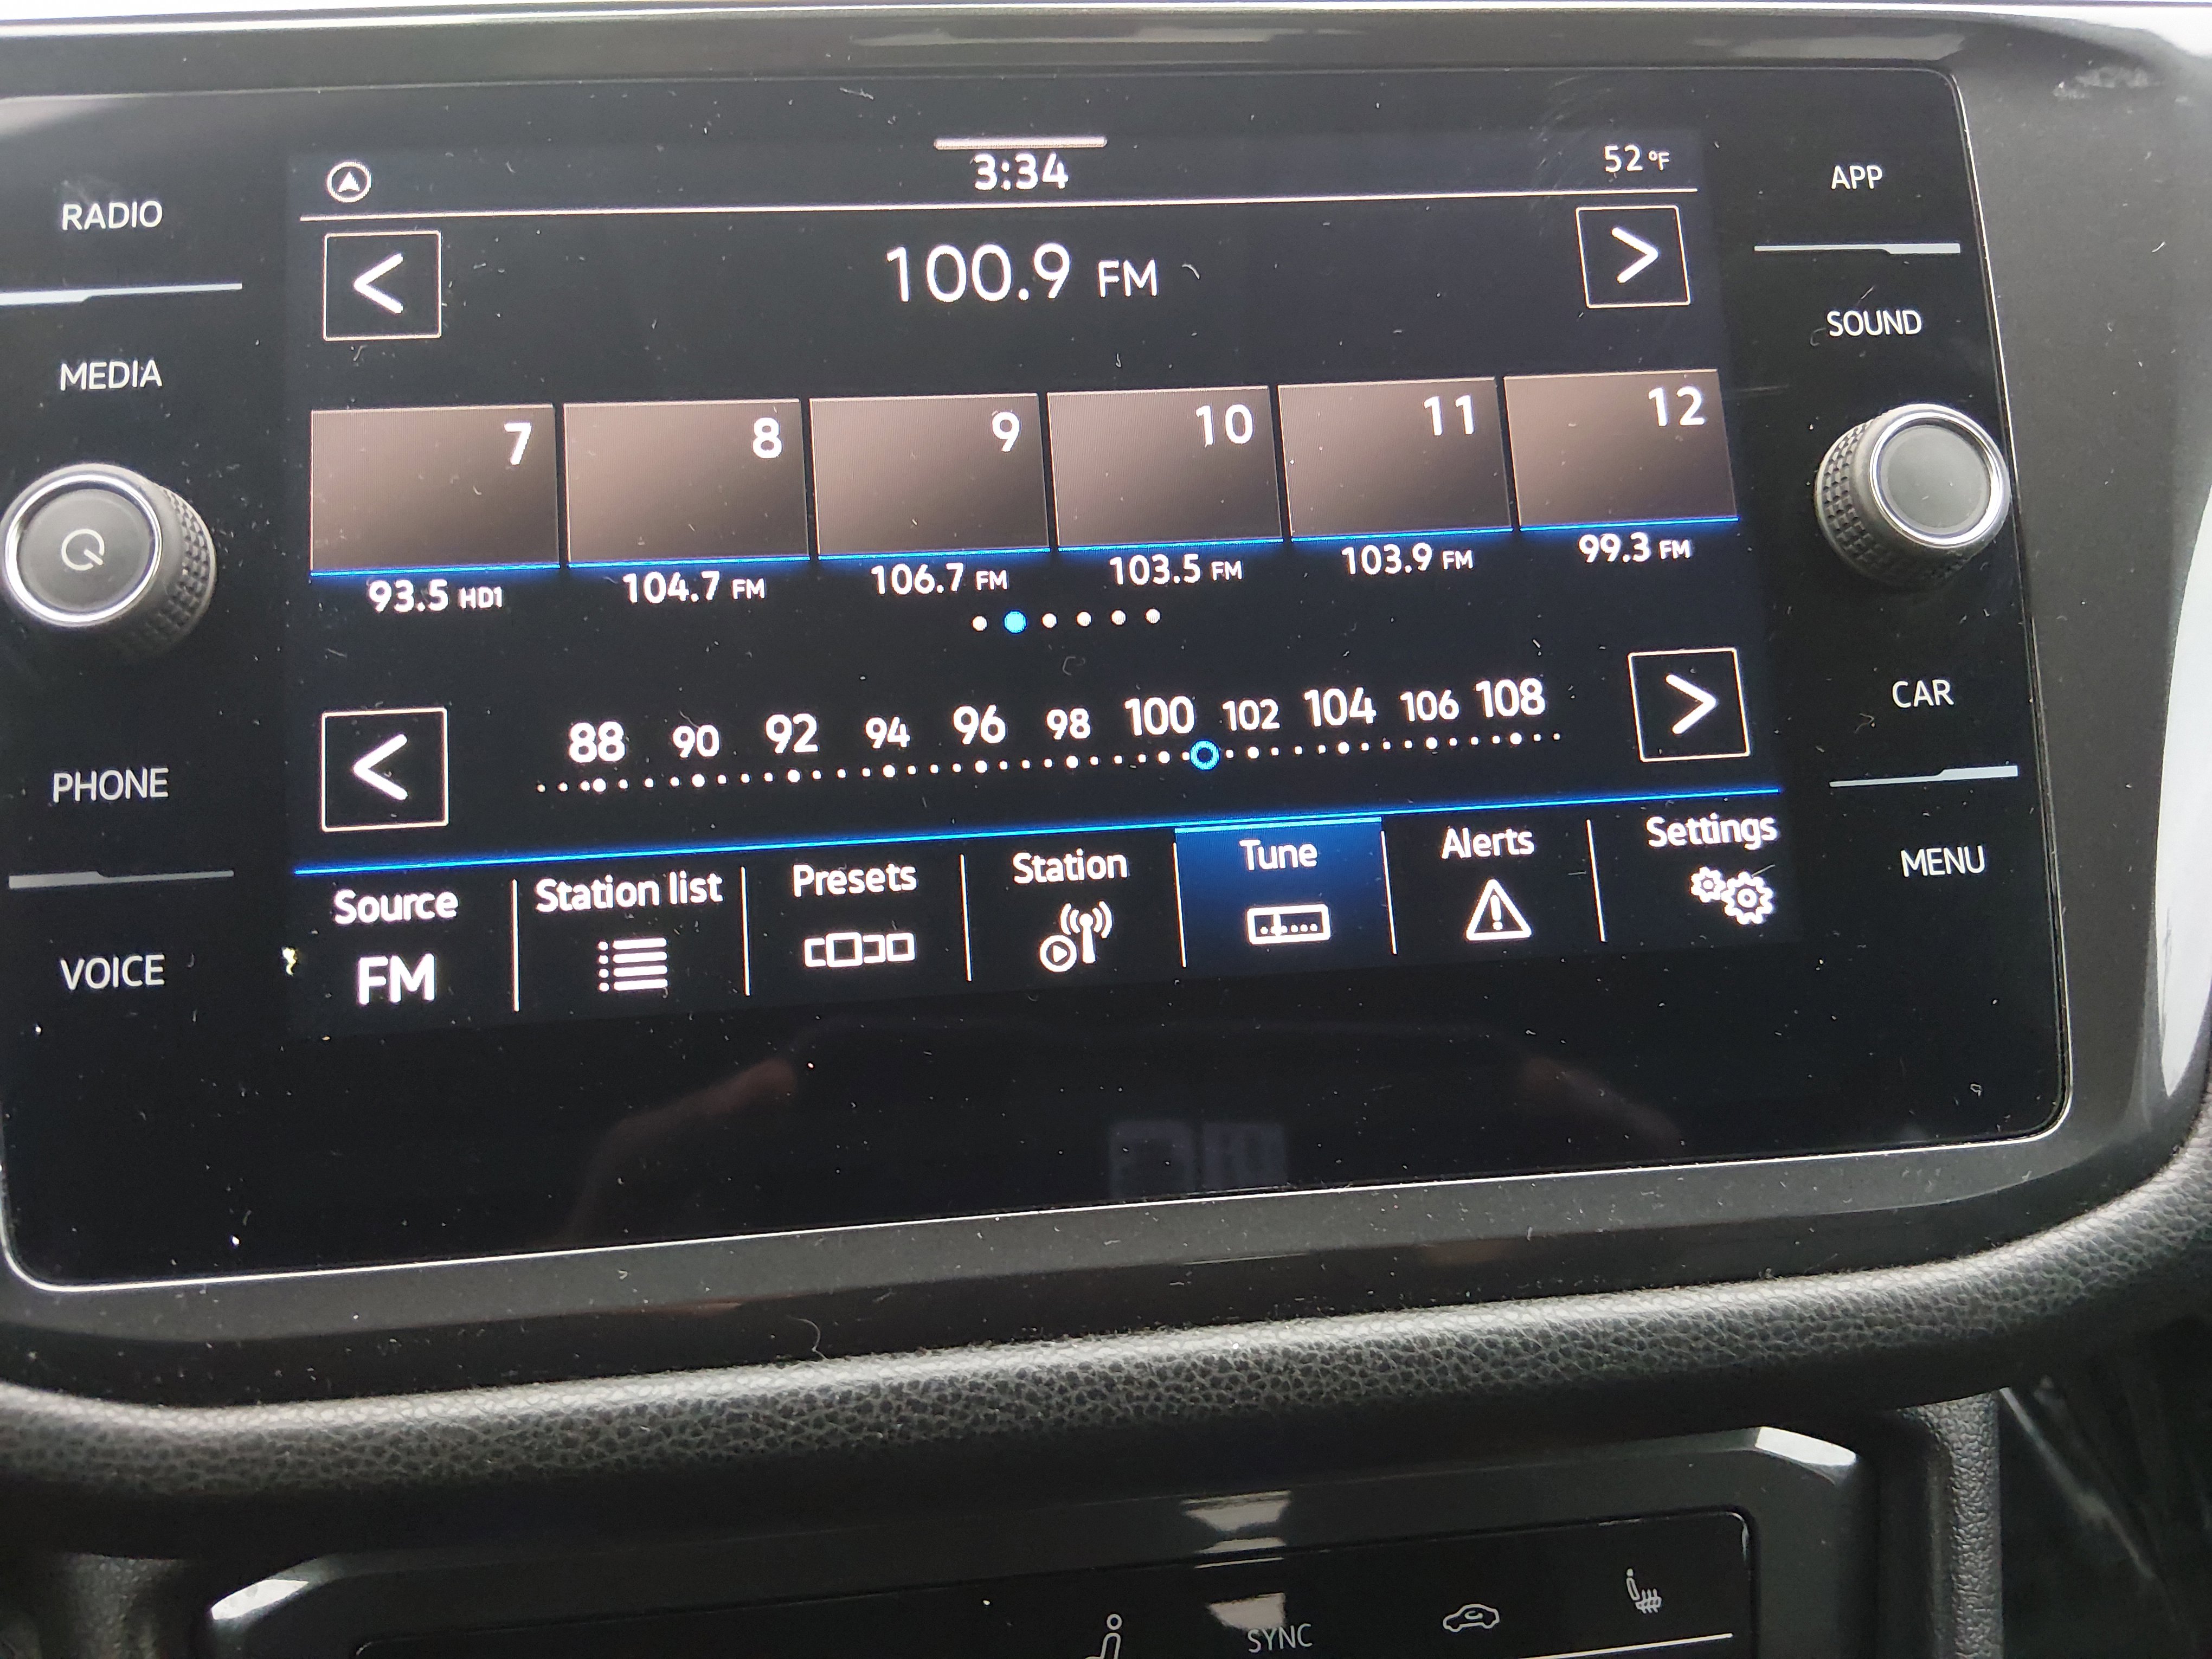 3:34
52 °F
RADIO
APP
< 100.9 FM >
SOUND
MEDIA
7 8 9 10 11 12
93.5 HD1 104.7 FM 106.7 FM 103.5 FM 103.9 FM 99.3 FM
CAR
< 88 90 92 94 96 98 100 102 104 106 108 >
PHONE
MENU
Source Station list Presets Station Tune Alerts Settings
FM
VOICE
SYNC